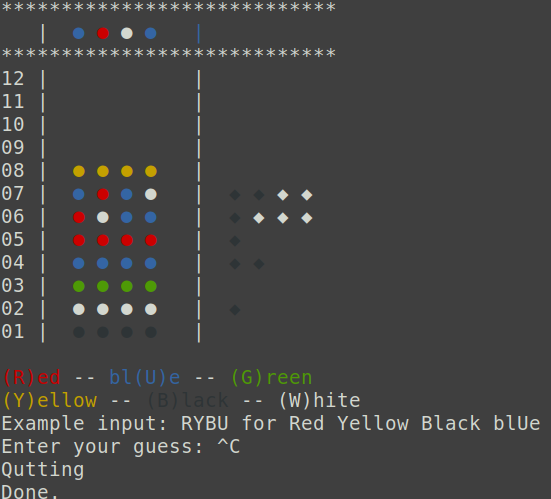 ****************************
| ● ● ● ● |
****************************
12 | |
11 | |
10 | |
09 | |
08 | ● ● ● ● |
07 | ● ● ● ● | ◆ ◆ ◆ ◆
06 | ● ● ● ● | ◆ ◆ ◆ ◆
05 | ● ● ● ● | ◆
04 | ● ● ● ● | ◆ ◆
03 | ● ● ● ● |
02 | ● ● ● ● | ◆
01 | ● ● ● ● |
(R)ed -- bl(U)e -- (G)reen
(Y)ellow -- (B)lack -- (W)hite
Example input: RYBU for Red Yellow Black blUe
Enter your guess: ^C
Qutting
Done.